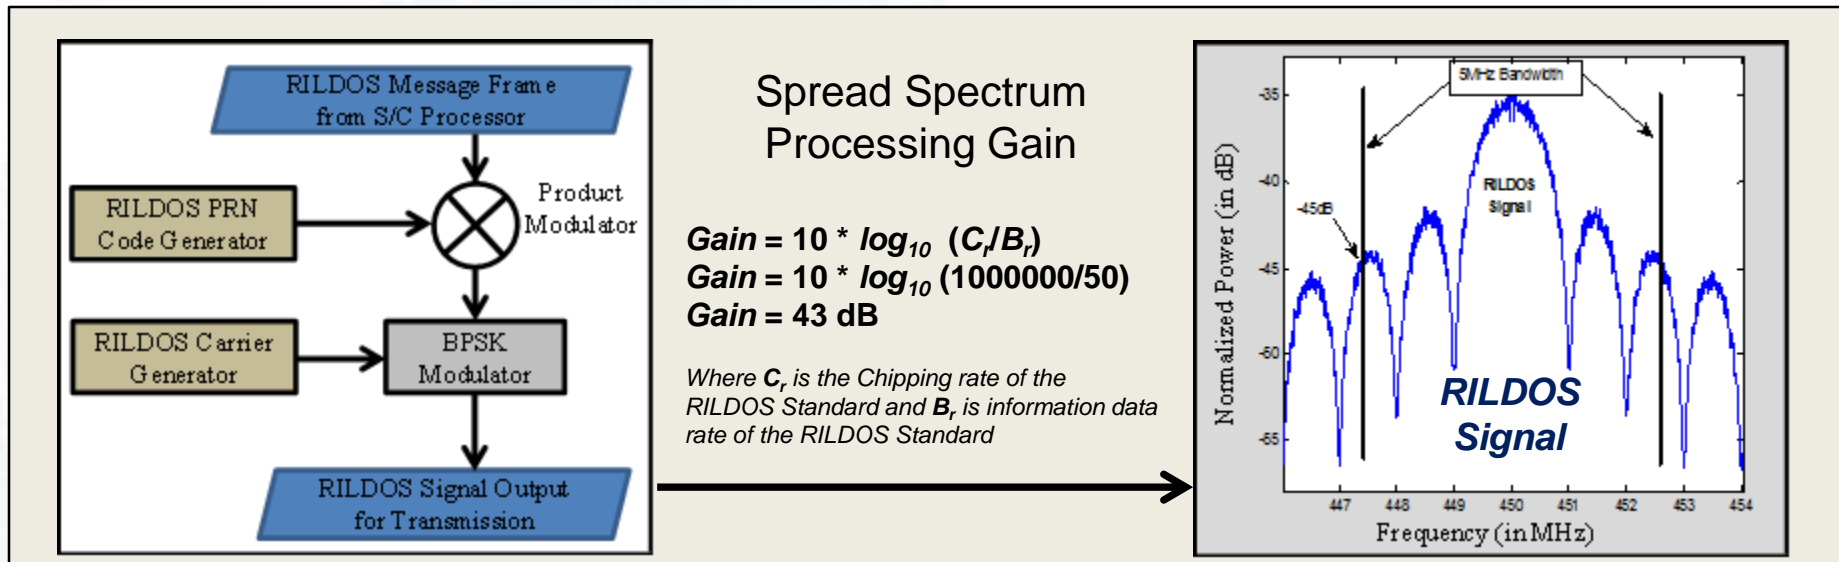 RILDOS Message Frame
from S/C Processor
RILDOS PRN
Code Generator
Product
Modulator
RILDOS Carrier
Generator
BPSK
Modulator
RILDOS Signal Output
for Transmission
Spread Spectrum
Processing Gain
Gain = 10 * log10 (Cr/Br)
Gain = 10 * log10 (1000000/50)
Gain = 43 dB
Where Cr is the Chipping rate of the
RILDOS Standard and Br is information data
rate of the RILDOS Standard
5MHz Bandwidth
Normalized Power (in dB)
-35
-40
-45
-50
-55
-45dB
RILDOS
Signal
RILDOS
Signal
447 448 449 450 451 452 453 454
Frequency (in MHz)